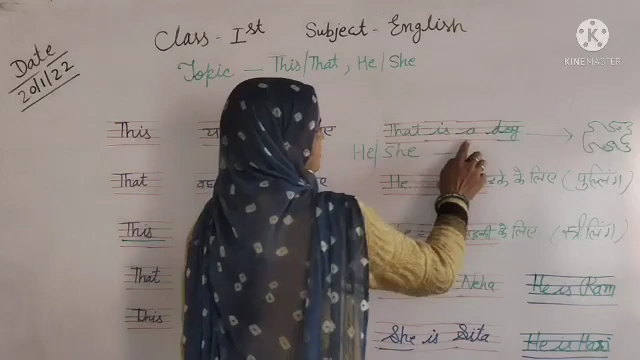 Class - Ist Subject - English
Date
20/1/22
Topic - This/That, He/She
KINEMASTER
This
That is a dog
He/She
That वह
He के लिए (पुल्लिंग)
This
के लिए (स्त्रीलिंग)
That
Neha
He is Ram
This
She is Sita
He is Hari